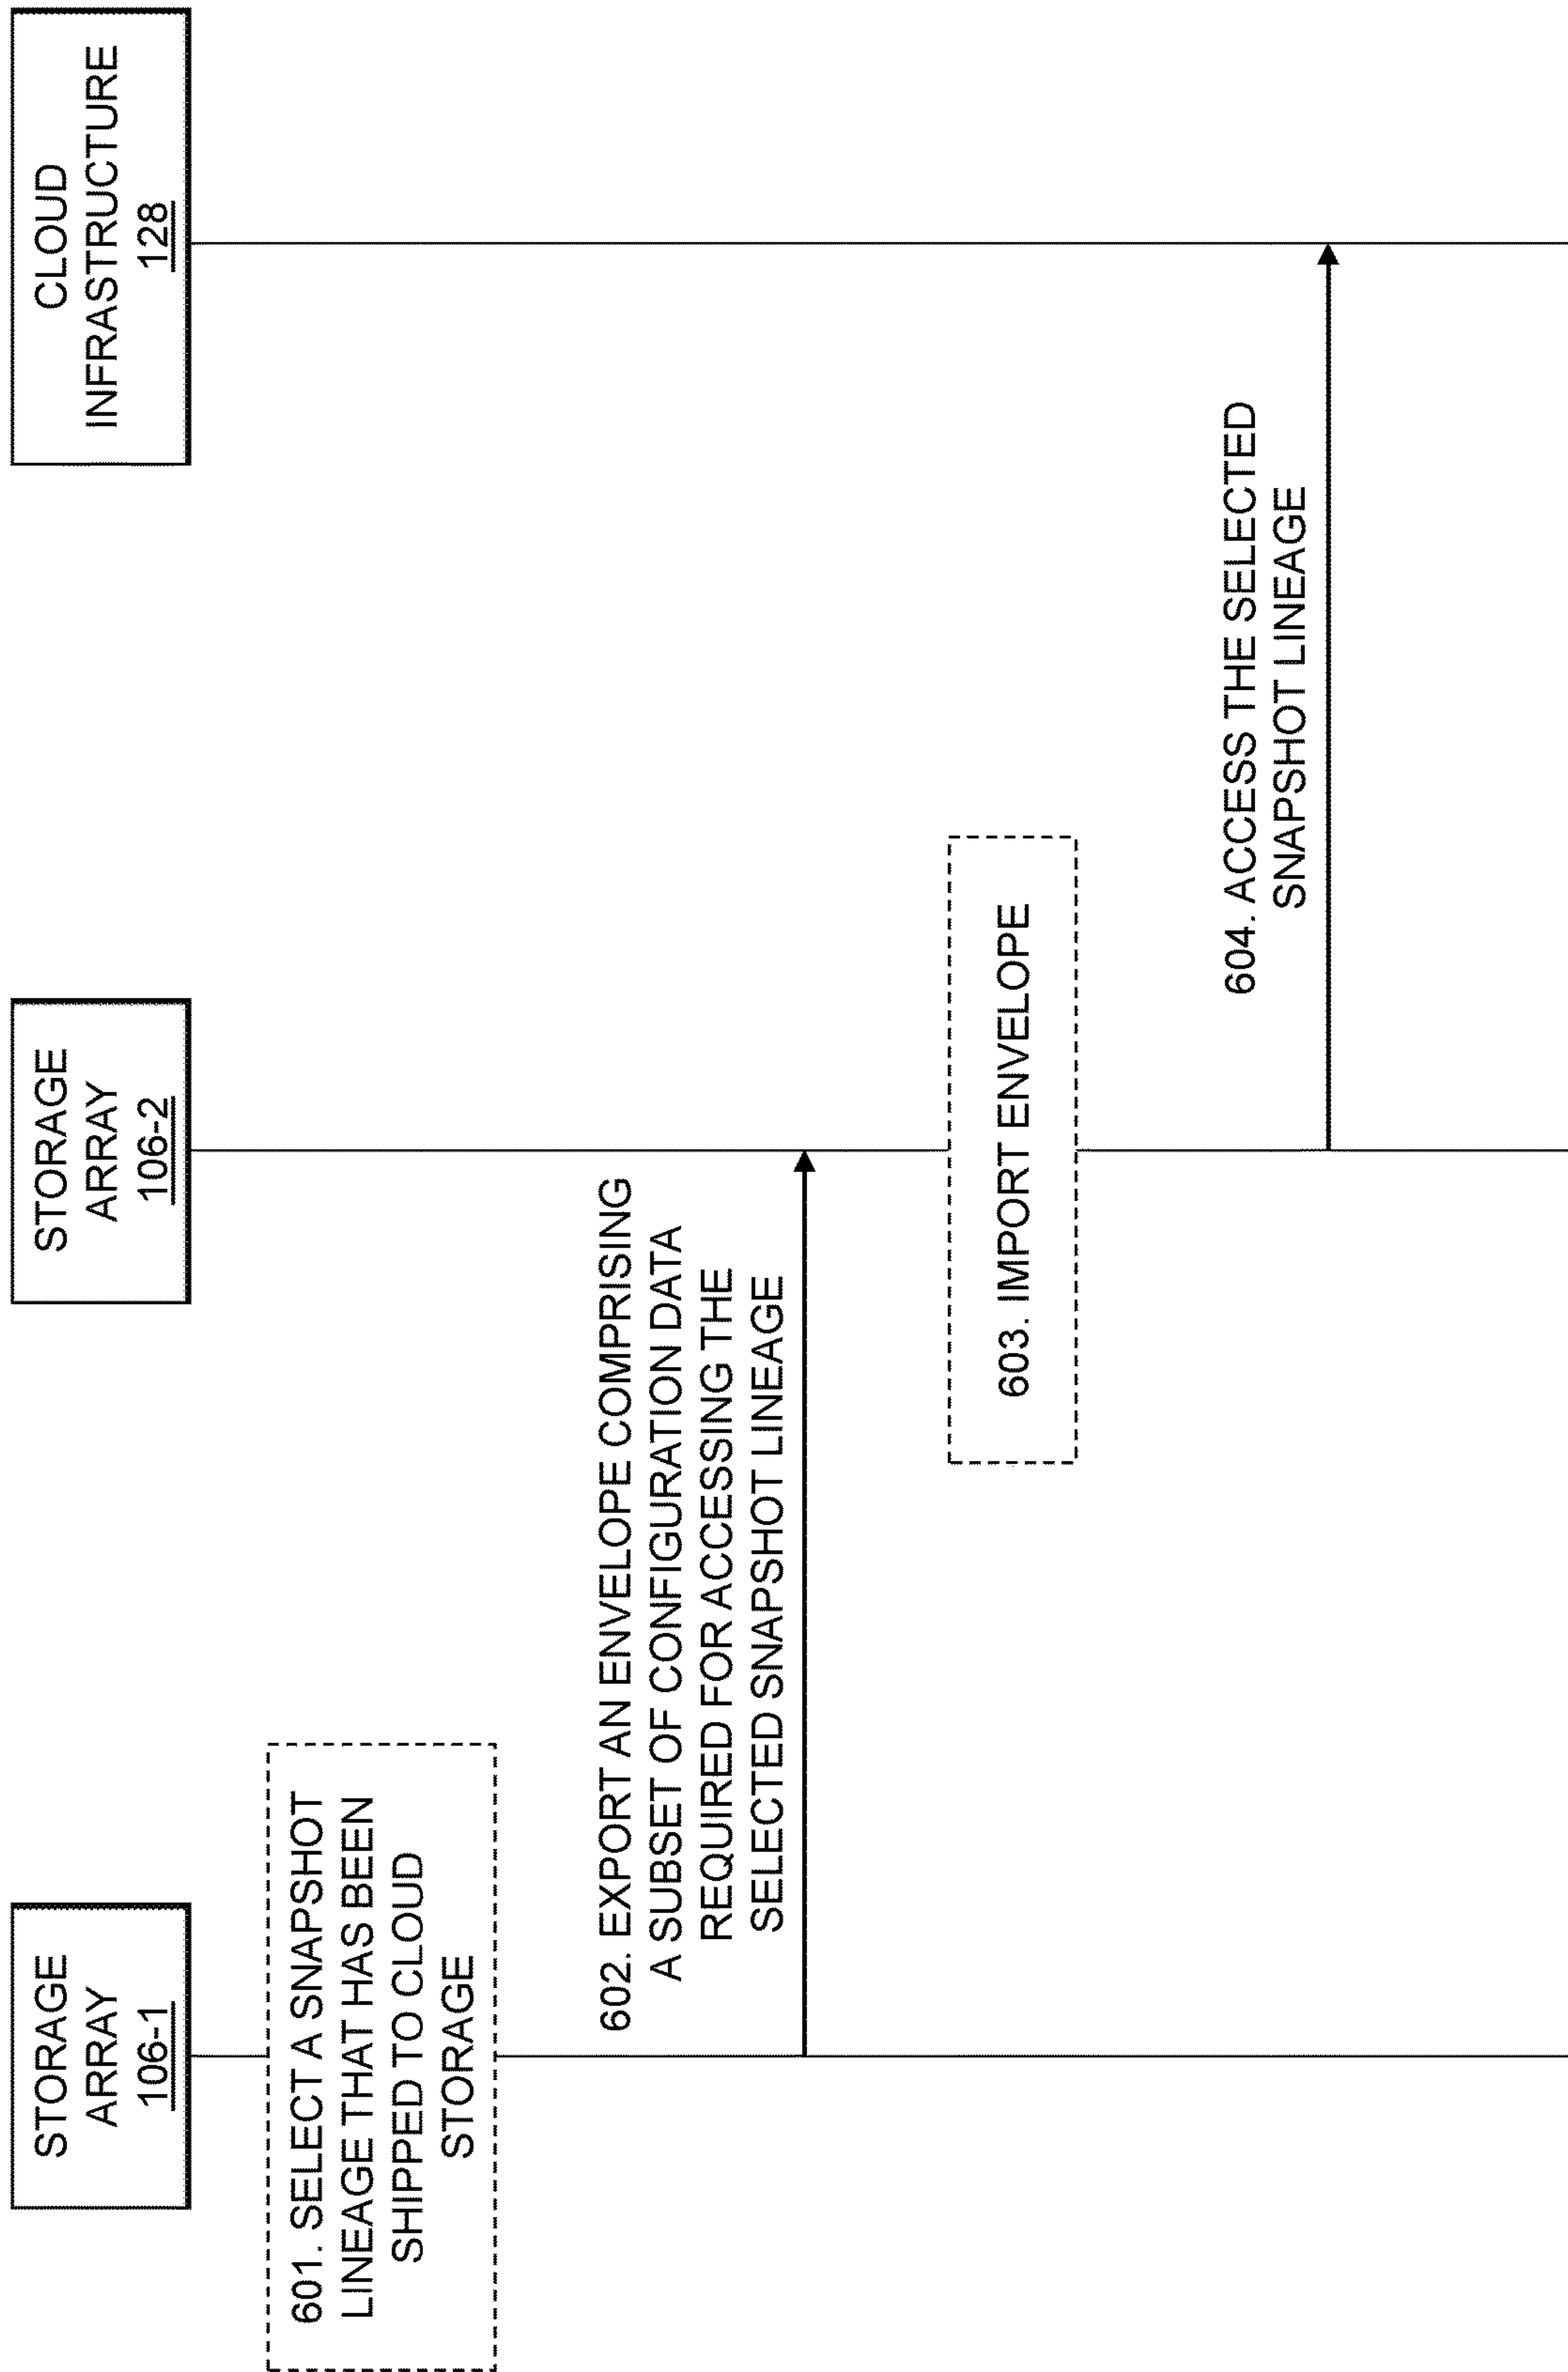 STORAGE
ARRAY
106-1
STORAGE
ARRAY
106-2
CLOUD
INFRASTRUCTURE
128
601. SELECT A SNAPSHOT
LINEAGE THAT HAS BEEN
SHIPPED TO CLOUD
STORAGE
602. EXPORT AN ENVELOPE COMPRISING
A SUBSET OF CONFIGURATION DATA
REQUIRED FOR ACCESSING THE
SELECTED SNAPSHOT LINEAGE
603. IMPORT ENVELOPE
604. ACCESS THE SELECTED
SNAPSHOT LINEAGE